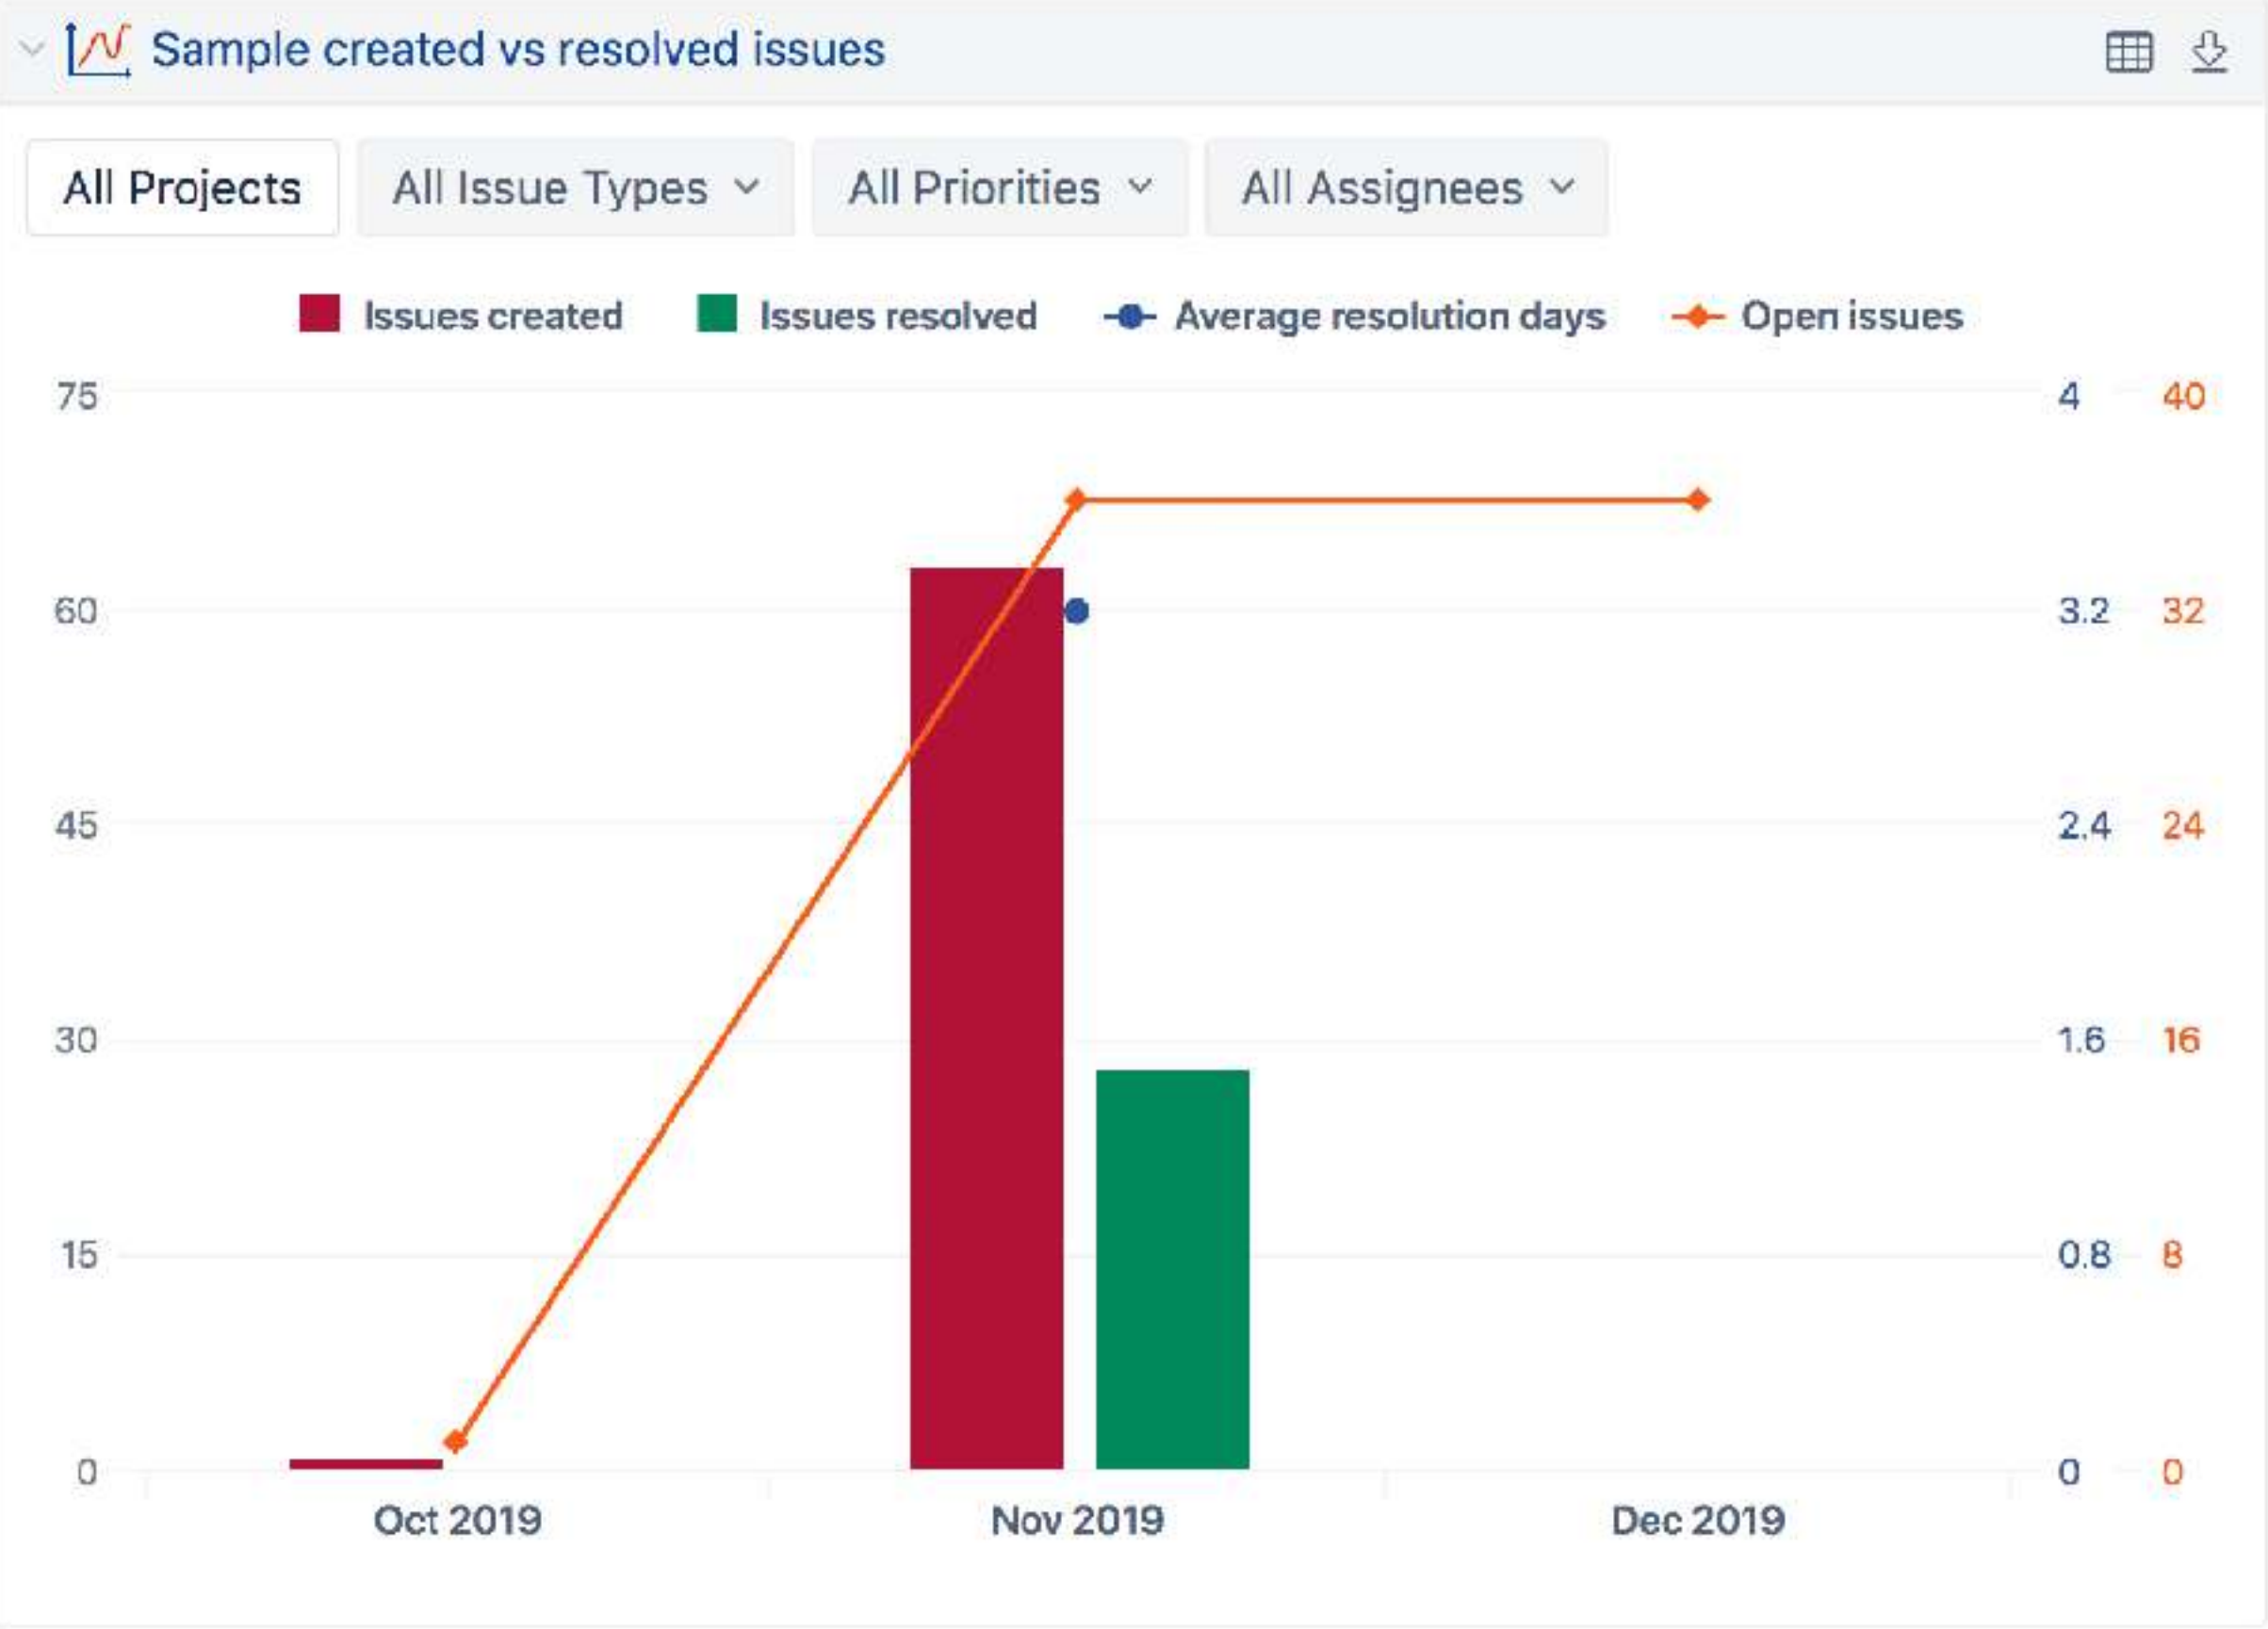 Sample created vs resolved issues
All Projects All Issue Types All Priorities All Assignees
Issues created Issues resolved Average resolution days Open issues
75 4 40
60 3.2 32
45 2.4 24
30 1.6 16
15 0.8 8
0 0 0
Oct 2019 Nov 2019 Dec 2019